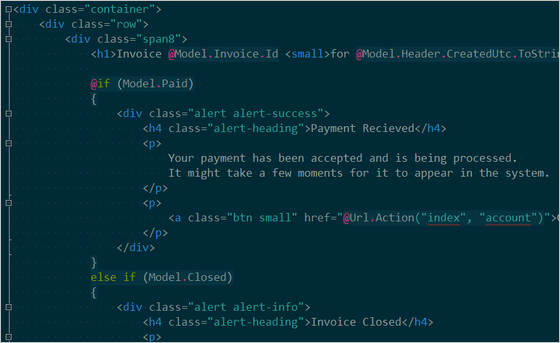 <div class="container">
<div class="row">
<div class="span8">
<h1>Invoice @Model.Invoice.Id <small>for @Model.Header.CreatedUtc.ToStrin
@if (Model.Paid)
{
<div class="alert alert-success">
<h4 class="alert-heading">Payment Recieved</h4>
<p>
Your payment has been accepted and is being processed.
It might take a few moments for it to appear in the system.
</p>
<p>
<a class="btn small" href="@Url.Action("index", "account")">
</p>
</div>
}
else if (Model.Closed)
{
<div class="alert alert-info">
<h4 class="alert-heading">Invoice Closed</h4>
<p>